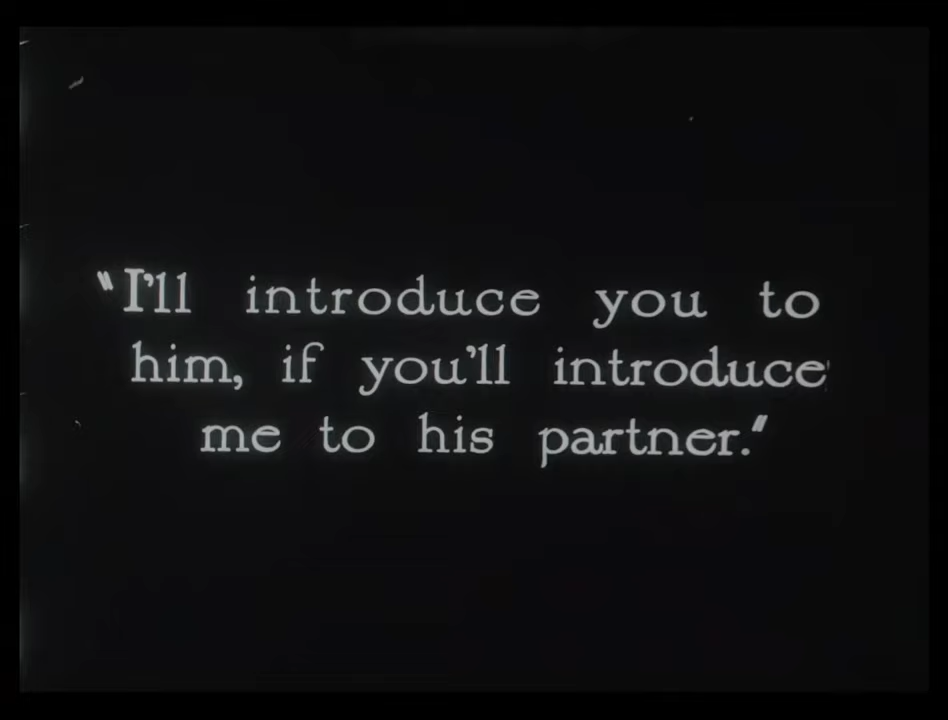 "I'll introduce you to
him, if you'll introduce
me to his partner."